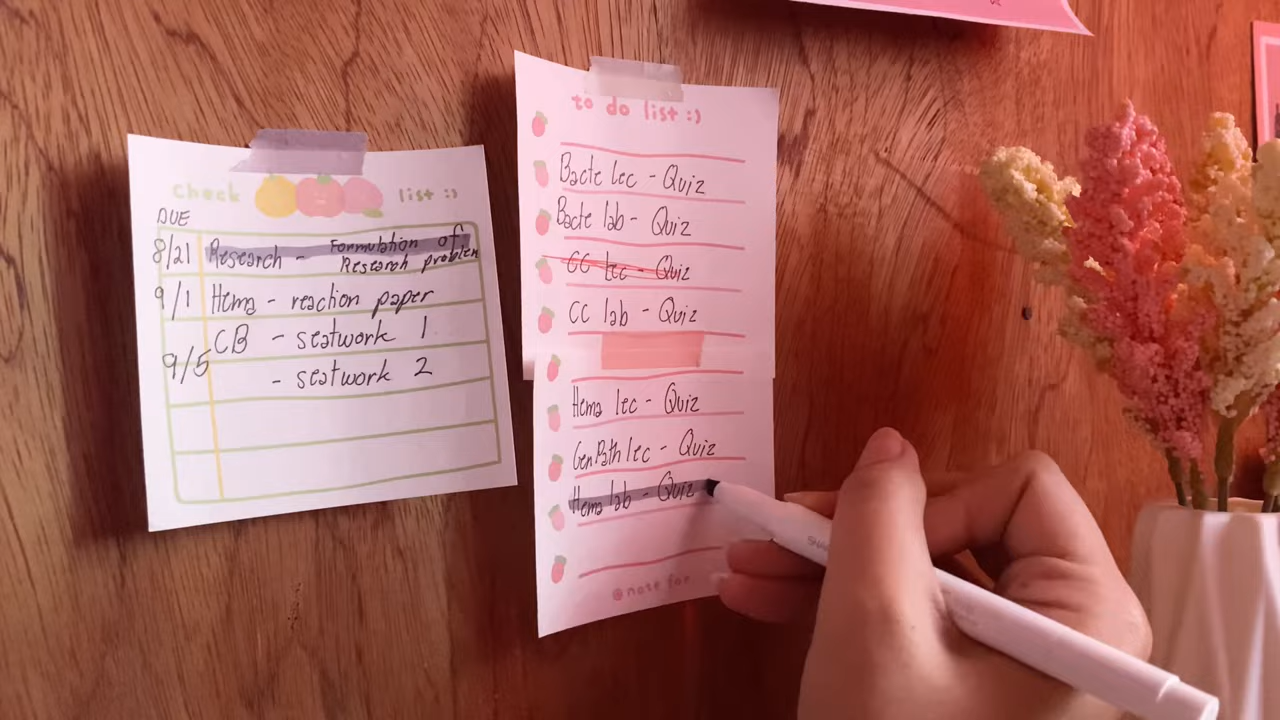 check list :)
DUE
8/21 Research - Formulation of
Research problem
9/1 Hema - reaction paper
CB - seatwork 1
9/5 - seatwork 2
to do list :)
Bacte lec - Quiz
Bacte lab - Quiz
CC lec - Quiz
CC lab - Quiz
Hema lec - Quiz
GenPath lec - Quiz
Hema lab - Quiz
@note for